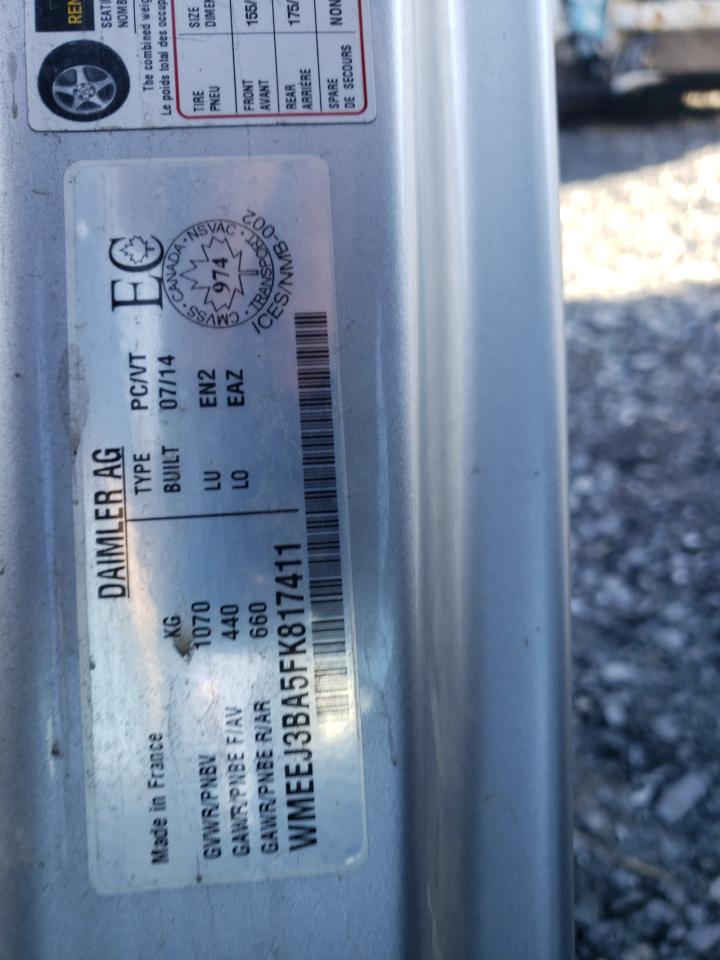 REN
SEATI
NOMB
The combined weig
Le poids total des occup
TIRE SIZE
PNEU DIMEN
FRONT 155/
AVANT
REAR 175/
ARRIÈRE
SPARE NON
DE SECOURS
DAIMLER AG
EC
Made in France KG
TYPE PC/VT
GVWR/PNBV 1070
BUILT 07/14
GAWR/PNBE F/AV 440
LU EN2
GAWR/PNBE R/AR 660
LO EAZ
CANADA · NSVAC · TRANSPORT · CMVSS ·
974
ICES/NMB-002
WMEEJ3BA5FK817411